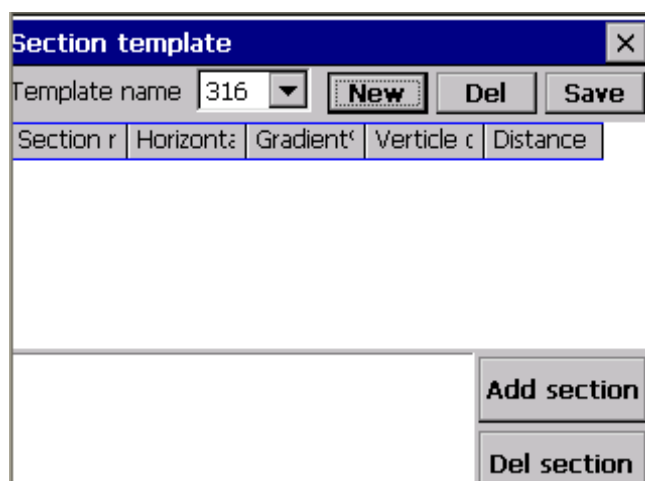 Section template
Template name 316 New Del Save
Section r Horizonta Gradient% Verticle c Distance
Add section
Del section